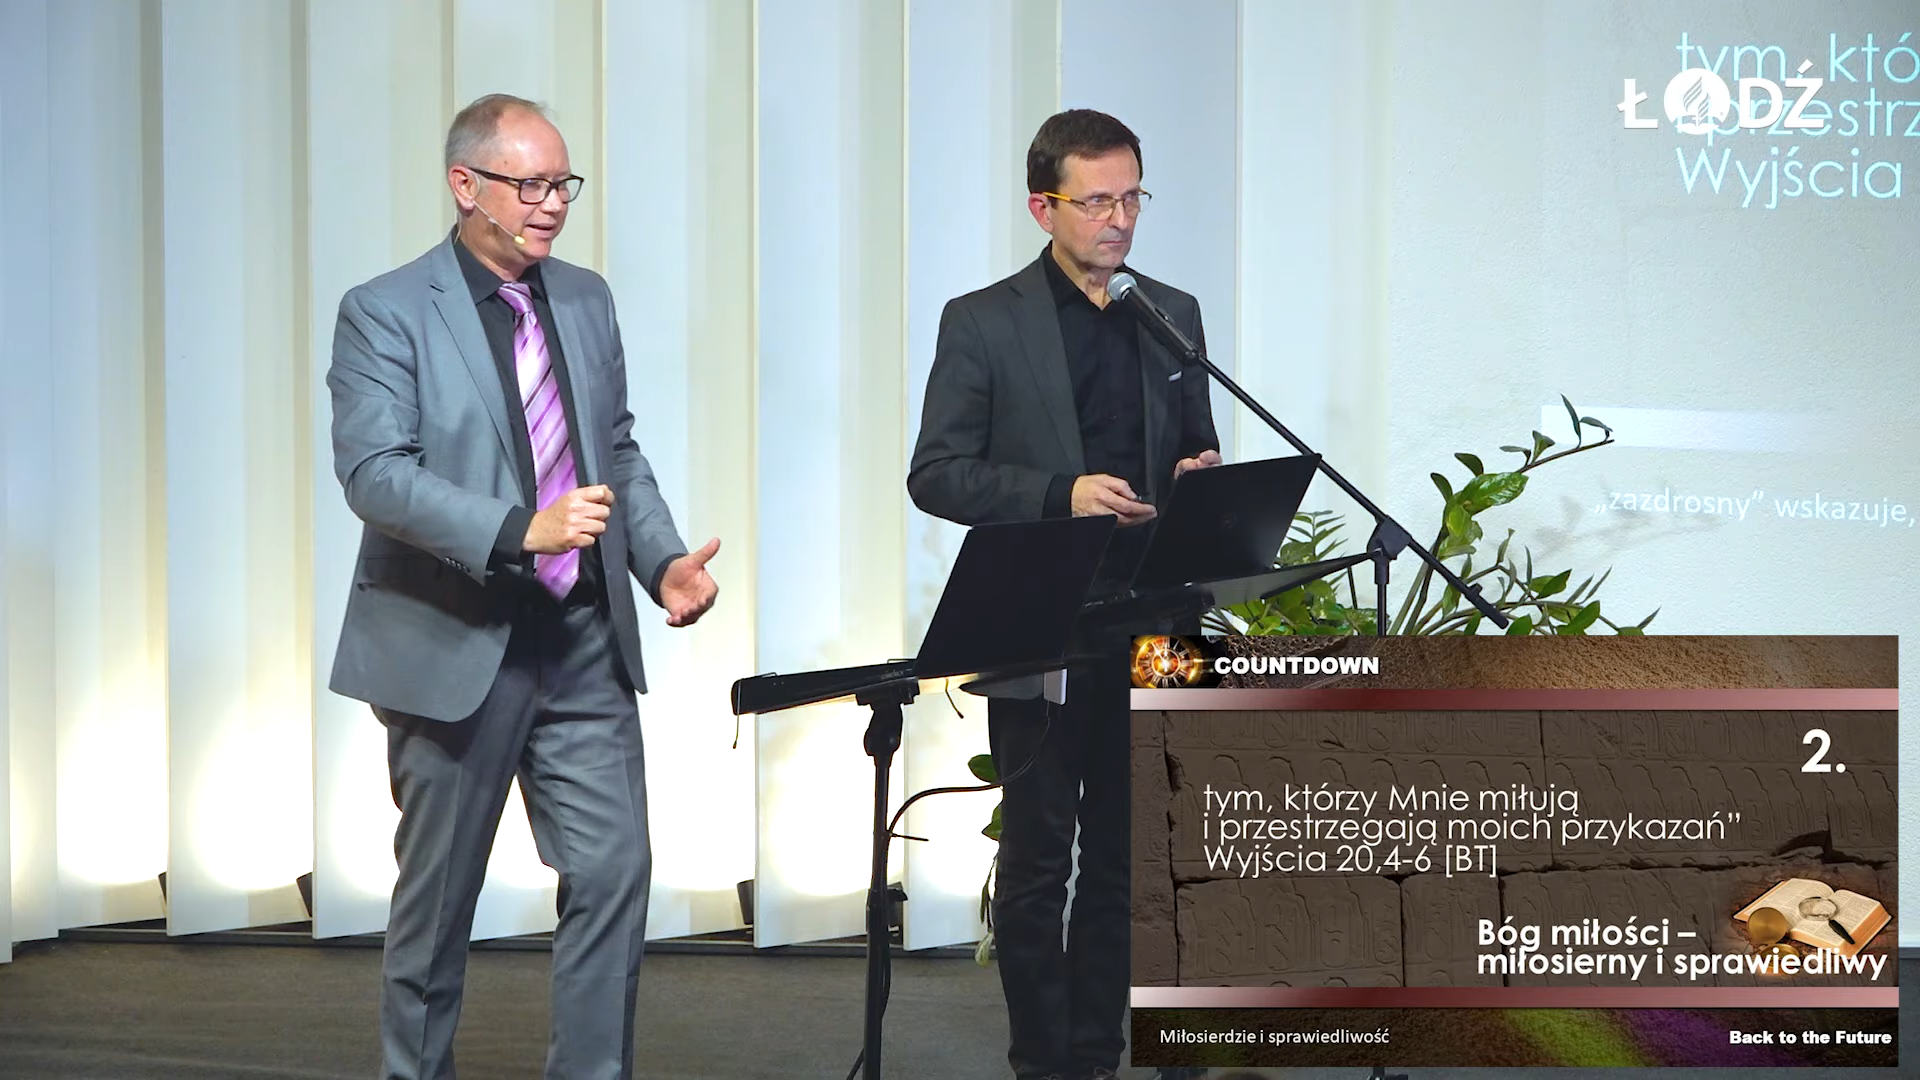 tym, któ
i przestrz
Wyjścia
ŁODŹ
„zazdrosny” wskazuje,
COUNTDOWN
2.
tym, którzy Mnie miłują
i przestrzegają moich przykazań”
Wyjścia 20,4-6 [BT]
Bóg miłości –
miłosierny i sprawiedliwy
Miłosierdzie i sprawiedliwość
Back to the Future